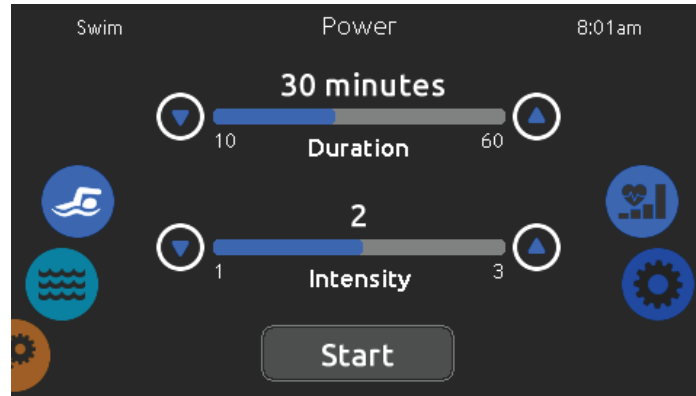 Swim Power 8:01am
30 minutes
10 60
Duration
2
1 3
Intensity
Start